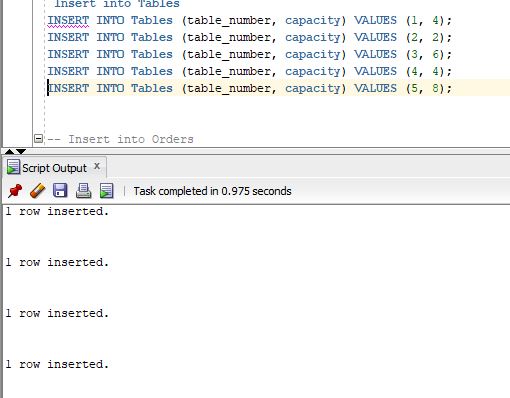 Insert into Tables
INSERT INTO Tables (table_number, capacity) VALUES (1, 4);
INSERT INTO Tables (table_number, capacity) VALUES (2, 2);
INSERT INTO Tables (table_number, capacity) VALUES (3, 6);
INSERT INTO Tables (table_number, capacity) VALUES (4, 4);
INSERT INTO Tables (table_number, capacity) VALUES (5, 8);
-- Insert into Orders
Script Output x
Task completed in 0.975 seconds
1 row inserted.
1 row inserted.
1 row inserted.
1 row inserted.